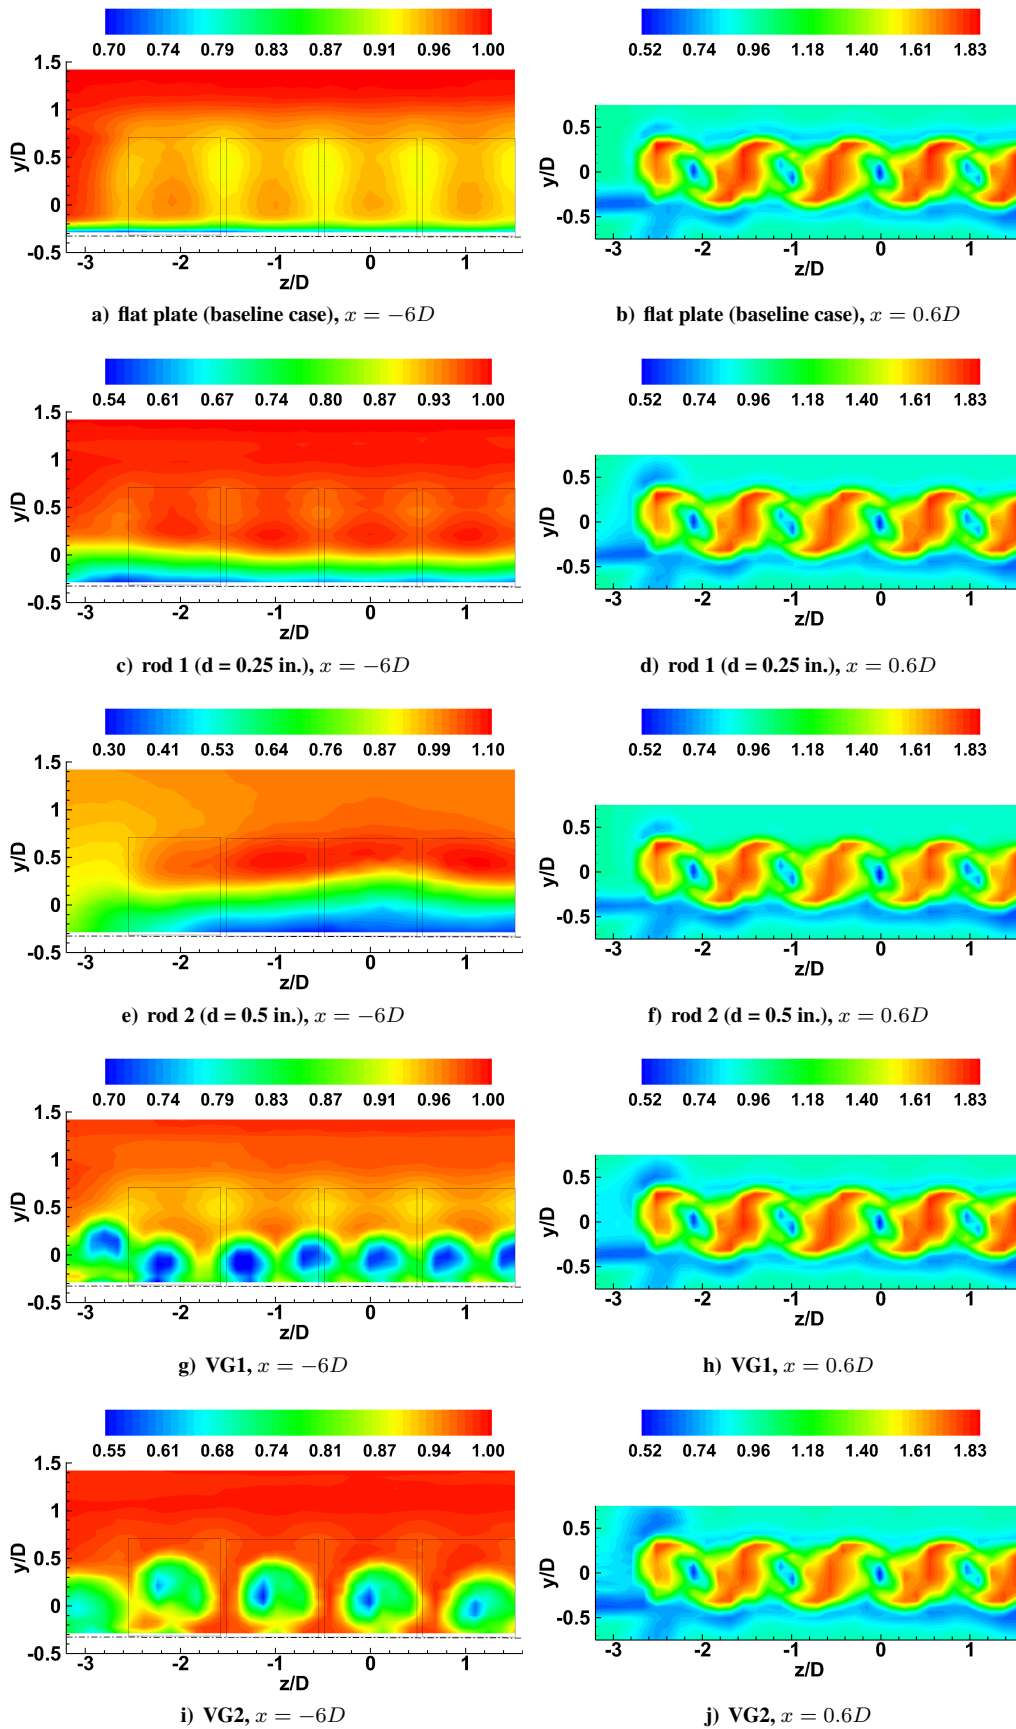 0.70 0.74 0.79 0.83 0.87 0.91 0.96 1.00
1.5
1
0.5
0
-0.5
y/D
-3 -2 -1 0 1
z/D
a) flat plate (baseline case), x = −6D
0.52 0.74 0.96 1.18 1.40 1.61 1.83
0.5
0
-0.5
y/D
-3 -2 -1 0 1
z/D
b) flat plate (baseline case), x = 0.6D
0.54 0.61 0.67 0.74 0.80 0.87 0.93 1.00
1.5
1
0.5
0
-0.5
y/D
-3 -2 -1 0 1
z/D
c) rod 1 (d = 0.25 in.), x = −6D
0.52 0.74 0.96 1.18 1.40 1.61 1.83
0.5
0
-0.5
y/D
-3 -2 -1 0 1
z/D
d) rod 1 (d = 0.25 in.), x = 0.6D
0.30 0.41 0.53 0.64 0.76 0.87 0.99 1.10
1.5
1
0.5
0
-0.5
y/D
-3 -2 -1 0 1
z/D
e) rod 2 (d = 0.5 in.), x = −6D
0.52 0.74 0.96 1.18 1.40 1.61 1.83
0.5
0
-0.5
y/D
-3 -2 -1 0 1
z/D
f) rod 2 (d = 0.5 in.), x = 0.6D
0.70 0.74 0.79 0.83 0.87 0.91 0.96 1.00
1.5
1
0.5
0
-0.5
y/D
-3 -2 -1 0 1
z/D
g) VG1, x = −6D
0.52 0.74 0.96 1.18 1.40 1.61 1.83
0.5
0
-0.5
y/D
-3 -2 -1 0 1
z/D
h) VG1, x = 0.6D
0.55 0.61 0.68 0.74 0.81 0.87 0.94 1.00
1.5
1
0.5
0
-0.5
y/D
-3 -2 -1 0 1
z/D
i) VG2, x = −6D
0.52 0.74 0.96 1.18 1.40 1.61 1.83
0.5
0
-0.5
y/D
-3 -2 -1 0 1
z/D
j) VG2, x = 0.6D